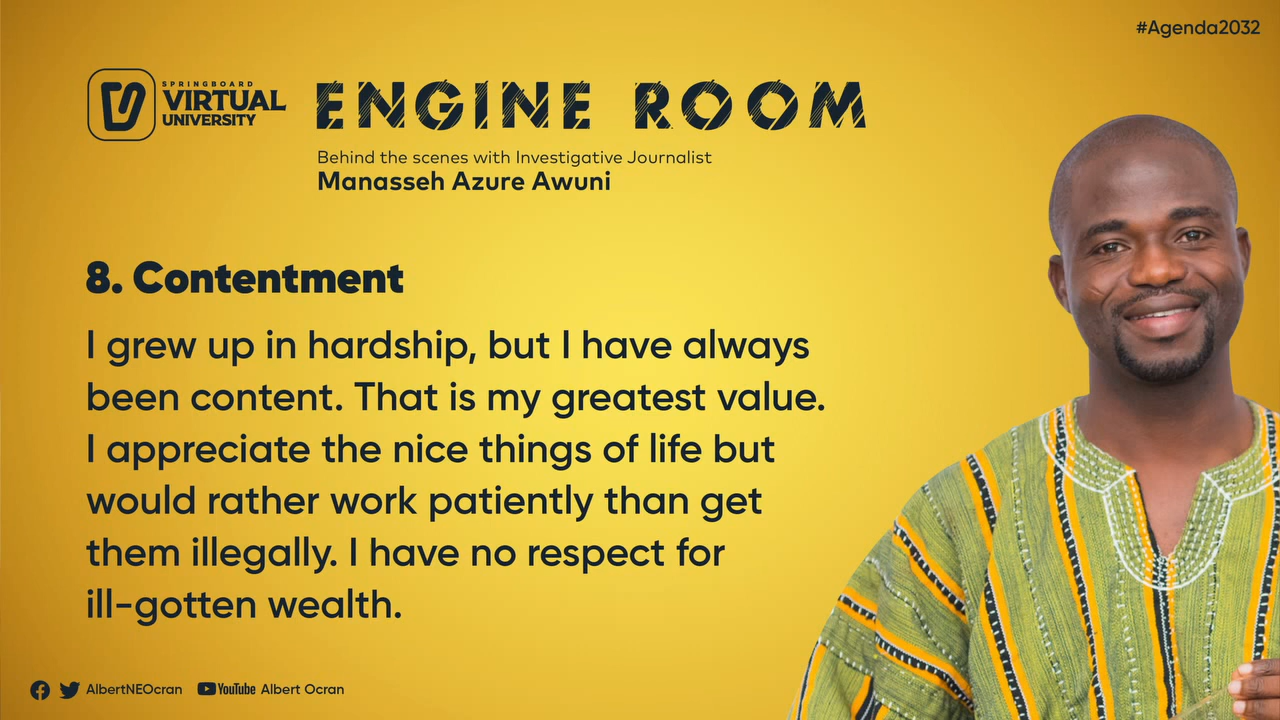 #Agenda2032
SPRINGBOARD
VIRTUAL
UNIVERSITY
ENGINE ROOM
Behind the scenes with Investigative Journalist
Manasseh Azure Awuni
8. Contentment
I grew up in hardship, but I have always
been content. That is my greatest value.
I appreciate the nice things of life but
would rather work patiently than get
them illegally. I have no respect for
ill-gotten wealth.
AlbertNEOcran YouTube Albert Ocran